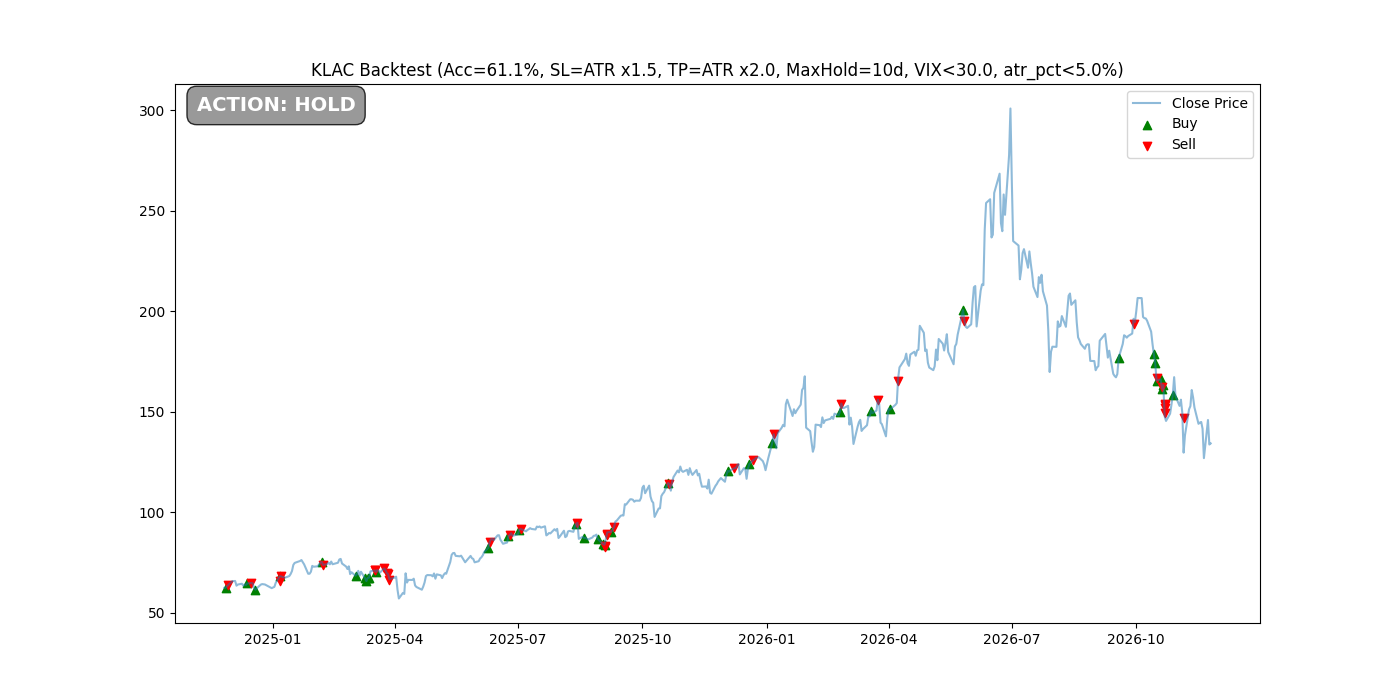 KLAC Backtest (Acc=61.1%, SL=ATR x1.5, TP=ATR x2.0, MaxHold=10d, VIX<30.0, atr_pct<5.0%)
ACTION: HOLD
Close Price
Buy
Sell
300
250
200
150
100
50
2025-01
2025-04
2025-07
2025-10
2026-01
2026-04
2026-07
2026-10